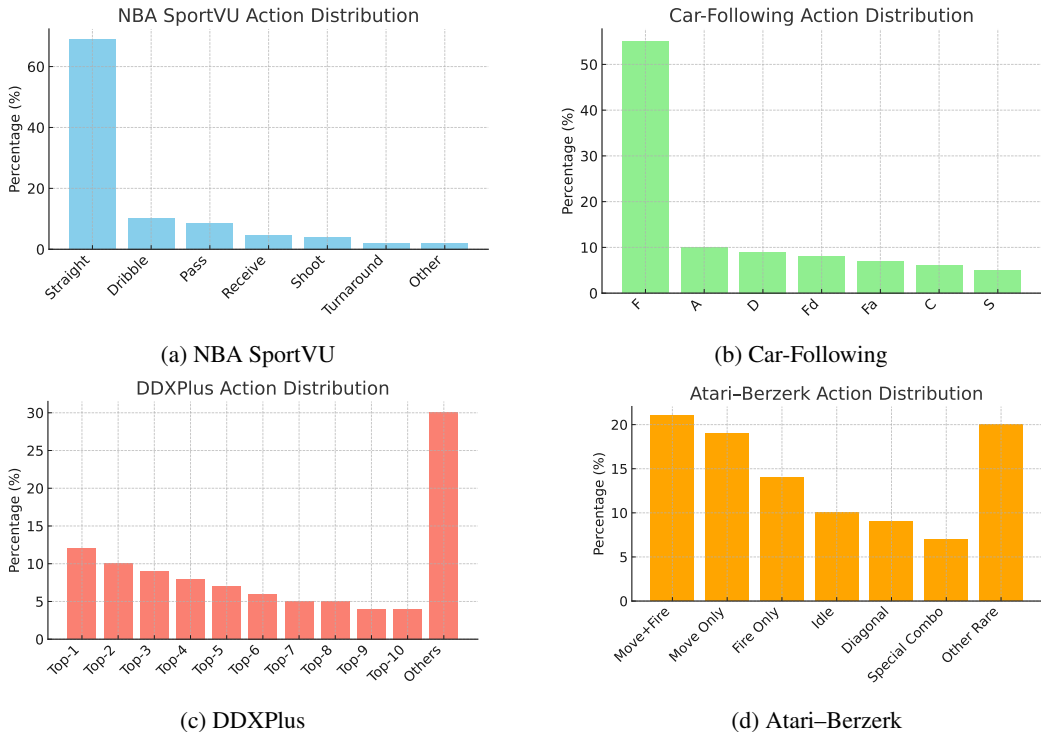 NBA SportVU Action Distribution
Percentage (%)
60
40
20
0
Straight
Dribble
Pass
Receive
Shoot
Turnaround
Other
(a) NBA SportVU
Car-Following Action Distribution
Percentage (%)
50
40
30
20
10
0
F
A
D
Fd
Fa
C
S
(b) Car-Following
DDXPlus Action Distribution
Percentage (%)
30
25
20
15
10
5
0
Top-1
Top-2
Top-3
Top-4
Top-5
Top-6
Top-7
Top-8
Top-9
Top-10
Others
(c) DDXPlus
Atari–Berzerk Action Distribution
Percentage (%)
20
15
10
5
0
Move+Fire
Move Only
Fire Only
Idle
Diagonal
Special Combo
Other Rare
(d) Atari–Berzerk